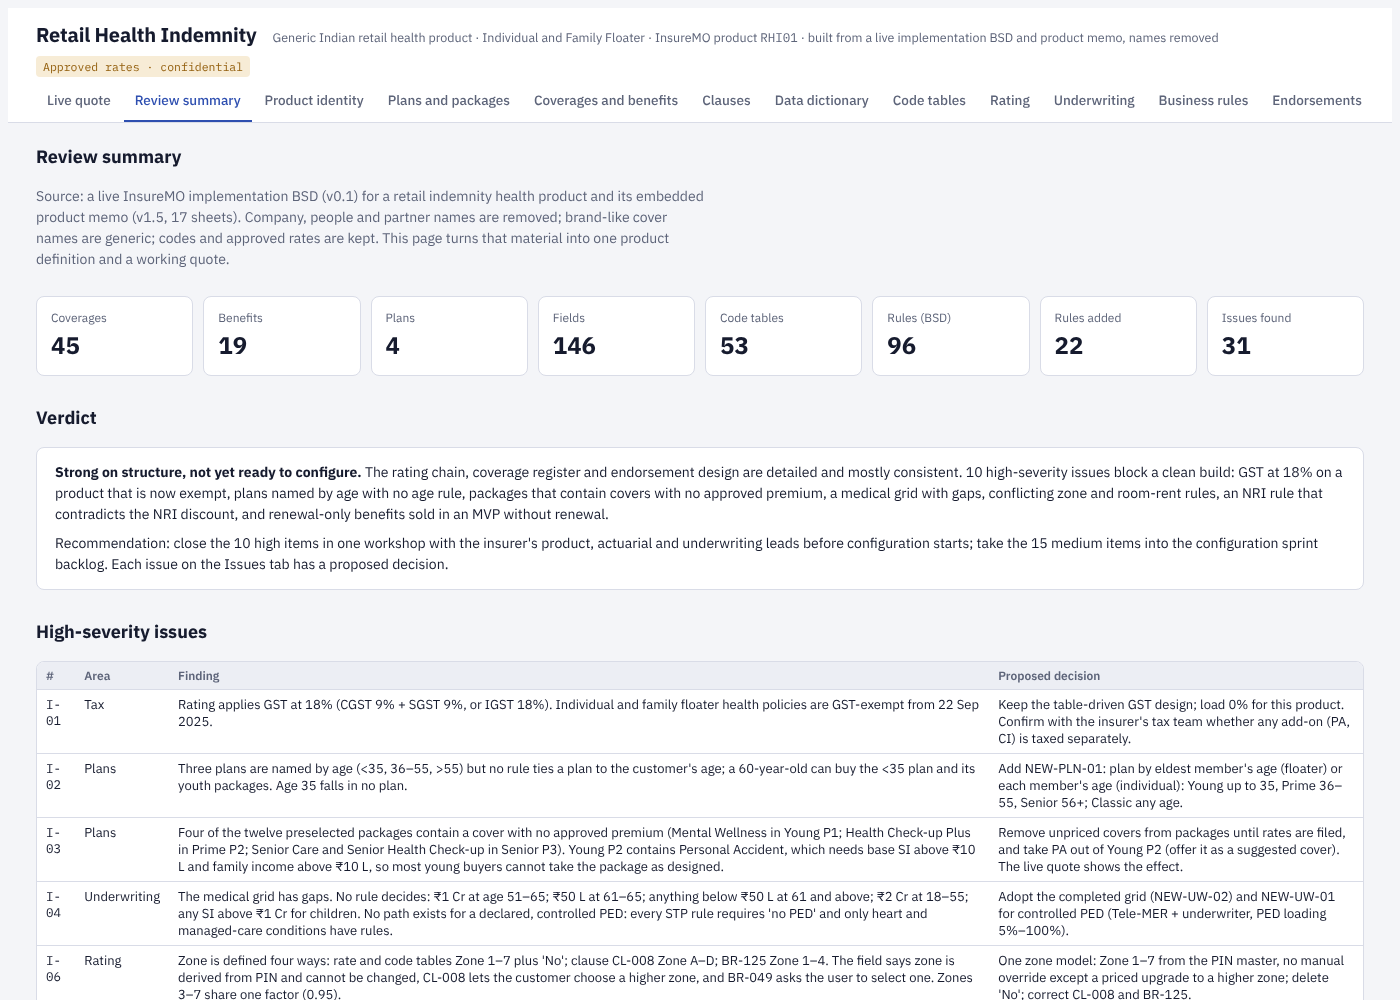 Retail Health Indemnity Generic Indian retail health product · Individual and Family Floater · InsureMO product RHI01 · built from a live implementation BSD and product memo, names removed
Approved rates · confidential
Live quote Review summary Product identity Plans and packages Coverages and benefits Clauses Data dictionary Code tables Rating Underwriting Business rules Endorsements
Review summary
Source: a live InsureMO implementation BSD (v0.1) for a retail indemnity health product and its embedded
product memo (v1.5, 17 sheets). Company, people and partner names are removed; brand-like cover
names are generic; codes and approved rates are kept. This page turns that material into one product
definition and a working quote.
Coverages Benefits Plans Fields Code tables Rules (BSD) Rules added Issues found
45 19 4 146 53 96 22 31
Verdict
Strong on structure, not yet ready to configure. The rating chain, coverage register and endorsement design are detailed and mostly consistent. 10 high-severity issues block a clean build: GST at 18% on a
product that is now exempt, plans named by age with no age rule, packages that contain covers with no approved premium, a medical grid with gaps, conflicting zone and room-rent rules, an NRI rule that
contradicts the NRI discount, and renewal-only benefits sold in an MVP without renewal.
Recommendation: close the 10 high items in one workshop with the insurer's product, actuarial and underwriting leads before configuration starts; take the 15 medium items into the configuration sprint
backlog. Each issue on the Issues tab has a proposed decision.
High-severity issues
# Area Finding Proposed decision
I- Tax Rating applies GST at 18% (CGST 9% + SGST 9%, or IGST 18%). Individual and family floater health policies are GST-exempt from 22 Sep Keep the table-driven GST design; load 0% for this product.
01 2025. Confirm with the insurer's tax team whether any add-on (PA,
CI) is taxed separately.
I- Plans Three plans are named by age (<35, 36–55, >55) but no rule ties a plan to the customer's age; a 60-year-old can buy the <35 plan and its Add NEW-PLN-01: plan by eldest member's age (floater) or
02 youth packages. Age 35 falls in no plan. each member's age (individual): Young up to 35, Prime 36–
55, Senior 56+; Classic any age.
I- Plans Four of the twelve preselected packages contain a cover with no approved premium (Mental Wellness in Young P1; Health Check-up Plus Remove unpriced covers from packages until rates are filed,
03 in Prime P2; Senior Care and Senior Health Check-up in Senior P3). Young P2 contains Personal Accident, which needs base SI above ₹10 and take PA out of Young P2 (offer it as a suggested cover).
L and family income above ₹10 L, so most young buyers cannot take the package as designed. The live quote shows the effect.
I- Underwriting The medical grid has gaps. No rule decides: ₹1 Cr at age 51–65; ₹50 L at 61–65; anything below ₹50 L at 61 and above; ₹2 Cr at 18–55; Adopt the completed grid (NEW-UW-02) and NEW-UW-01
04 any SI above ₹1 Cr for children. No path exists for a declared, controlled PED: every STP rule requires 'no PED' and only heart and for controlled PED (Tele-MER + underwriter, PED loading
managed-care conditions have rules. 5%–100%).
I- Rating Zone is defined four ways: rate and code tables Zone 1–7 plus 'No'; clause CL-008 Zone A–D; BR-125 Zone 1–4. The field says zone is One zone model: Zone 1–7 from the PIN master, no manual
06 derived from PIN and cannot be changed, CL-008 lets the customer choose a higher zone, and BR-049 asks the user to select one. Zones override except a priced upgrade to a higher zone; delete
3–7 share one factor (0.95). 'No'; correct CL-008 and BR-125.